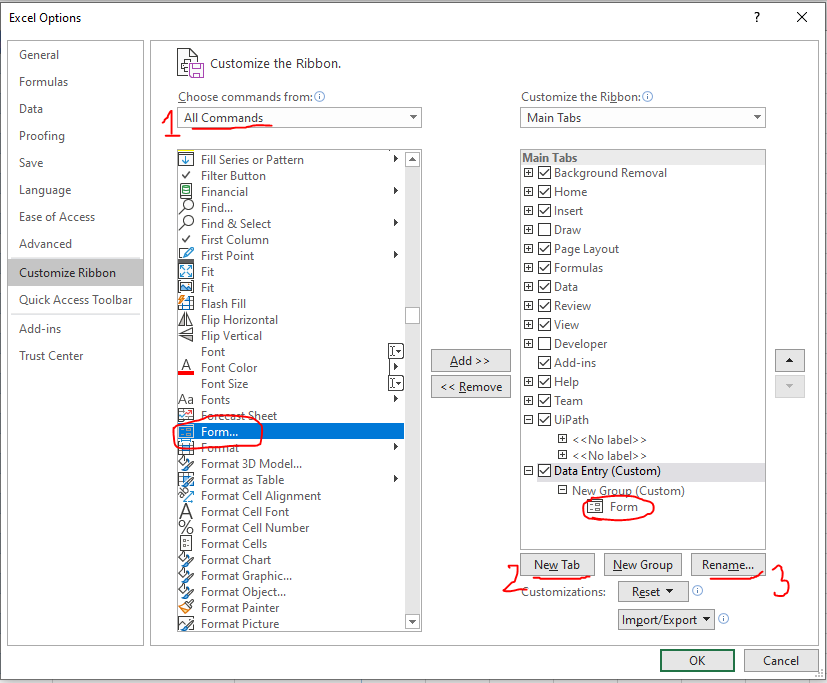 Excel Options
?
General
Formulas
Data
Proofing
Save
Language
Ease of Access
Advanced
Customize Ribbon
Quick Access Toolbar
Add-ins
Trust Center
Customize the Ribbon.
Choose commands from:
1
All Commands
Fill Series or Pattern
Filter Button
Financial
Find...
Find & Select
First Column
First Point
Fit
Fit
Flash Fill
Flip Horizontal
Flip Vertical
Font
Font Color
Font Size
Fonts
Forecast Sheet
Form...
Format
Format 3D Model...
Format as Table
Format Cell Alignment
Format Cell Font
Format Cell Number
Format Cells
Format Chart
Format Graphic...
Format Object...
Format Painter
Format Picture
Add >>
<< Remove
Customize the Ribbon:
Main Tabs
Main Tabs
Background Removal
Home
Insert
Draw
Page Layout
Formulas
Data
Review
View
Developer
Add-ins
Help
Team
UiPath
<<No label>>
<<No label>>
Data Entry (Custom)
New Group (Custom)
Form
2
New Tab
New Group
Rename...
3
Customizations:
Reset
Import/Export
OK
Cancel